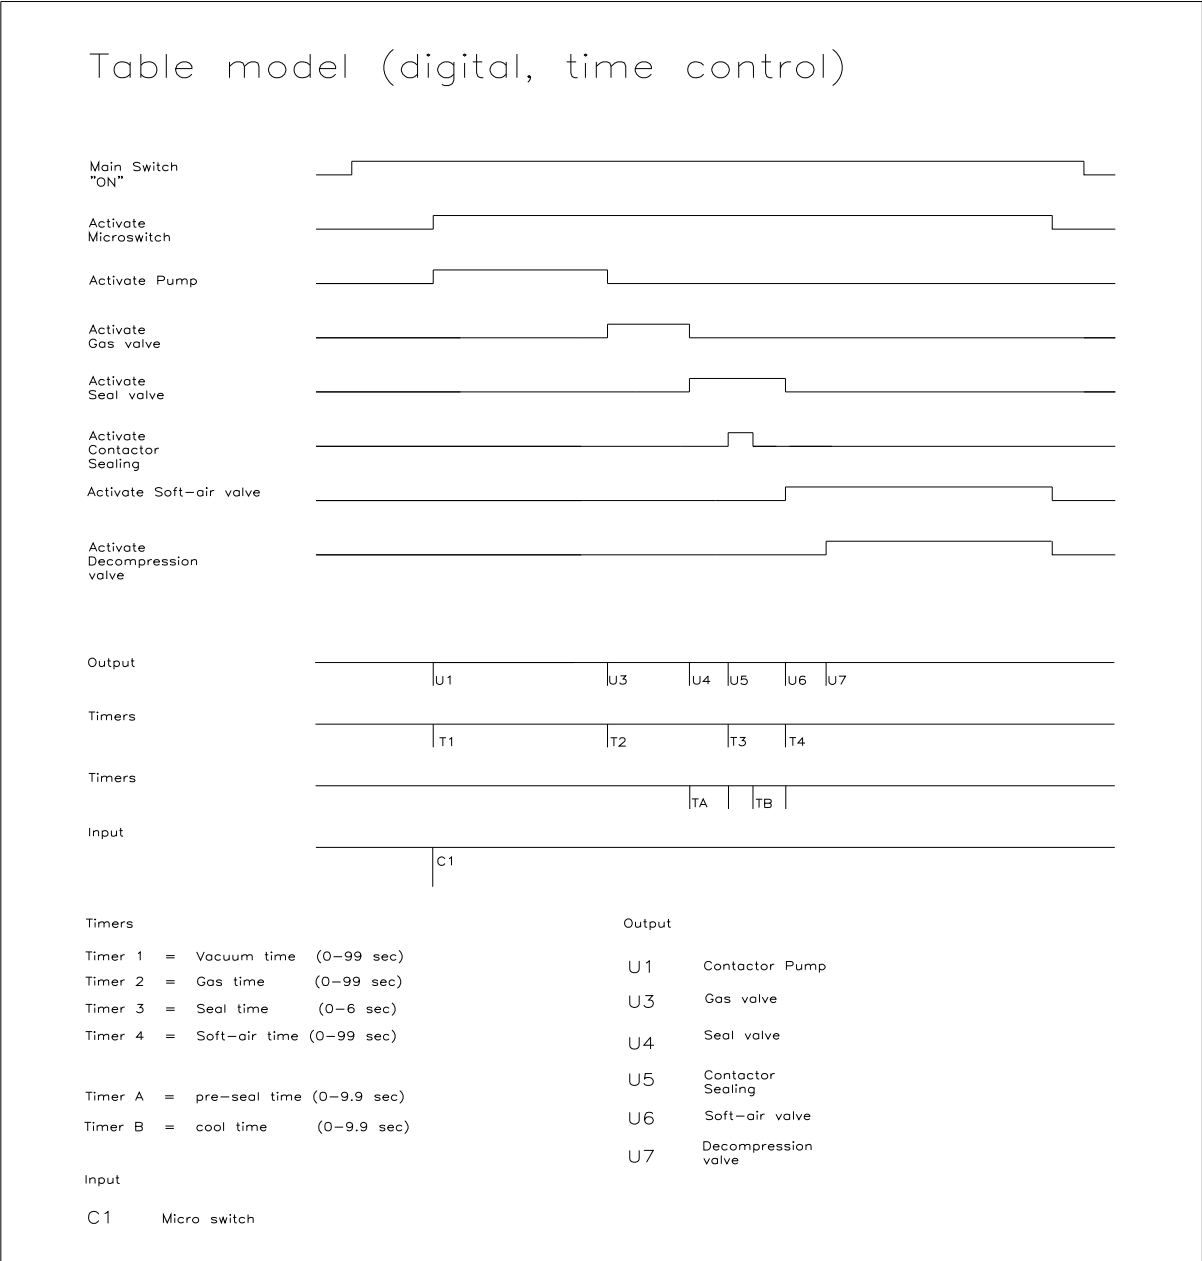 Table model (digital, time control)
Main Switch
"ON"
Activate
Microswitch
Activate Pump
Activate
Gas valve
Activate
Seal valve
Activate
Contactor
Sealing
Activate Soft-air valve
Activate
Decompression
valve
Output
U1 U3 U4 U5 U6 U7
Timers
T1 T2 T3 T4
Timers
TA TB
Input
C1
Timers
Timer 1 = Vacuum time (0-99 sec)
Timer 2 = Gas time (0-99 sec)
Timer 3 = Seal time (0-6 sec)
Timer 4 = Soft-air time (0-99 sec)
Timer A = pre-seal time (0-9.9 sec)
Timer B = cool time (0-9.9 sec)
Input
C1 Micro switch
Output
U1 Contactor Pump
U3 Gas valve
U4 Seal valve
U5 Contactor
Sealing
U6 Soft-air valve
U7 Decompression
valve